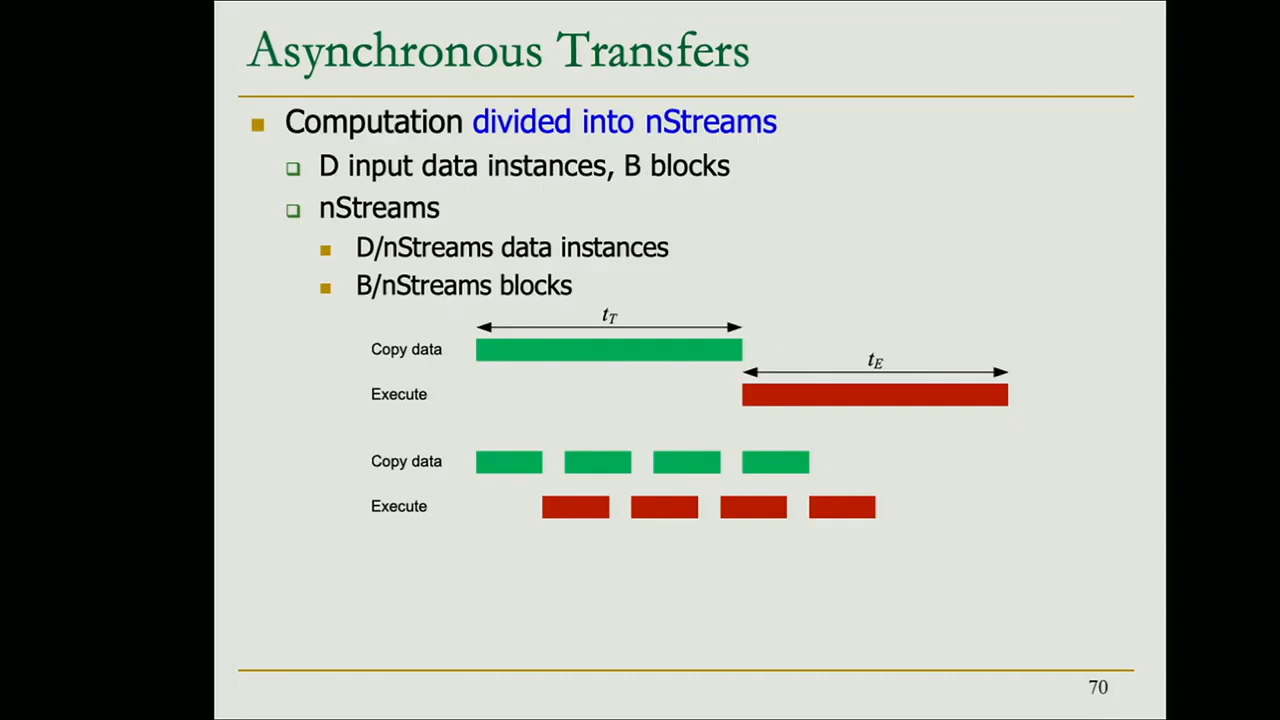 Asynchronous Transfers
Computation divided into nStreams
D input data instances, B blocks
nStreams
D/nStreams data instances
B/nStreams blocks
tT
Copy data
tE
Execute
Copy data
Execute
70